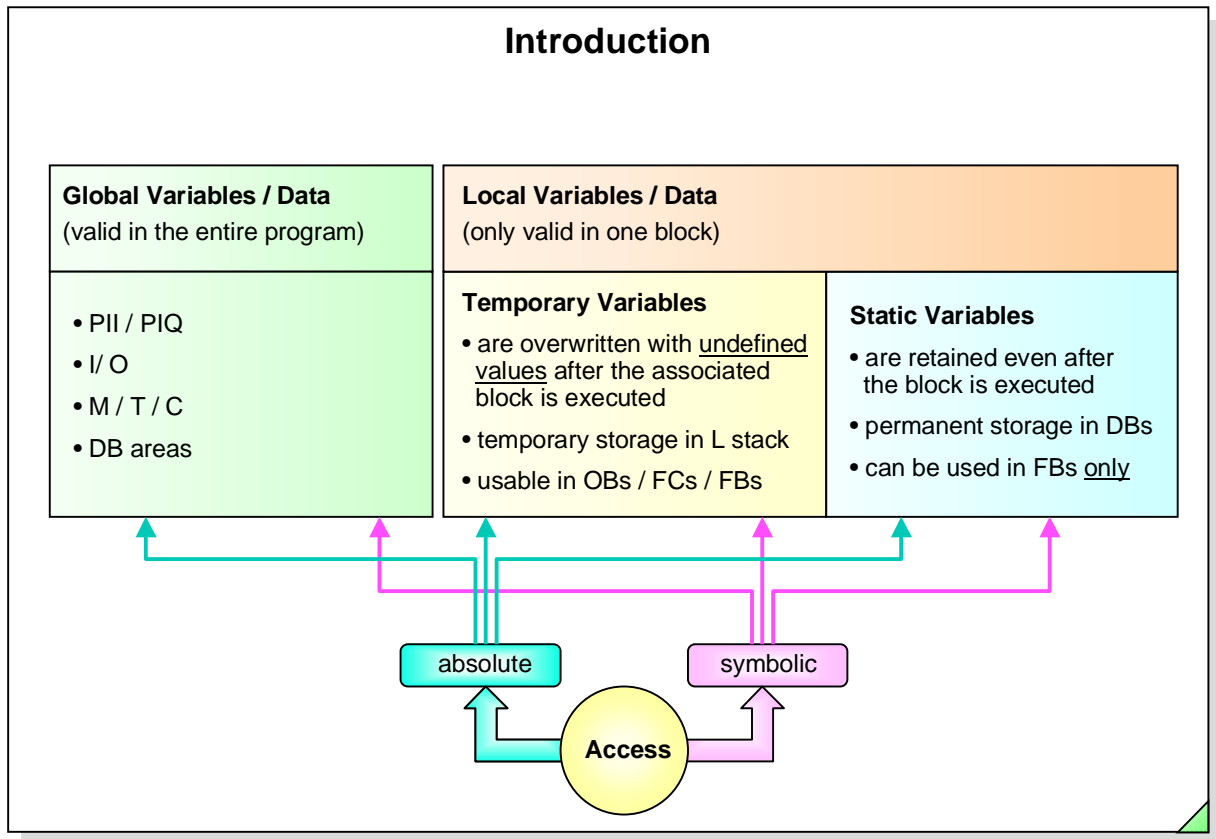 Introduction
Global Variables / Data
(valid in the entire program)
• PII / PIQ
• I/ O
• M / T / C
• DB areas
Local Variables / Data
(only valid in one block)
Temporary Variables
• are overwritten with undefined
values after the associated
block is executed
• temporary storage in L stack
• usable in OBs / FCs / FBs
Static Variables
• are retained even after
the block is executed
• permanent storage in DBs
• can be used in FBs only
absolute
symbolic
Access